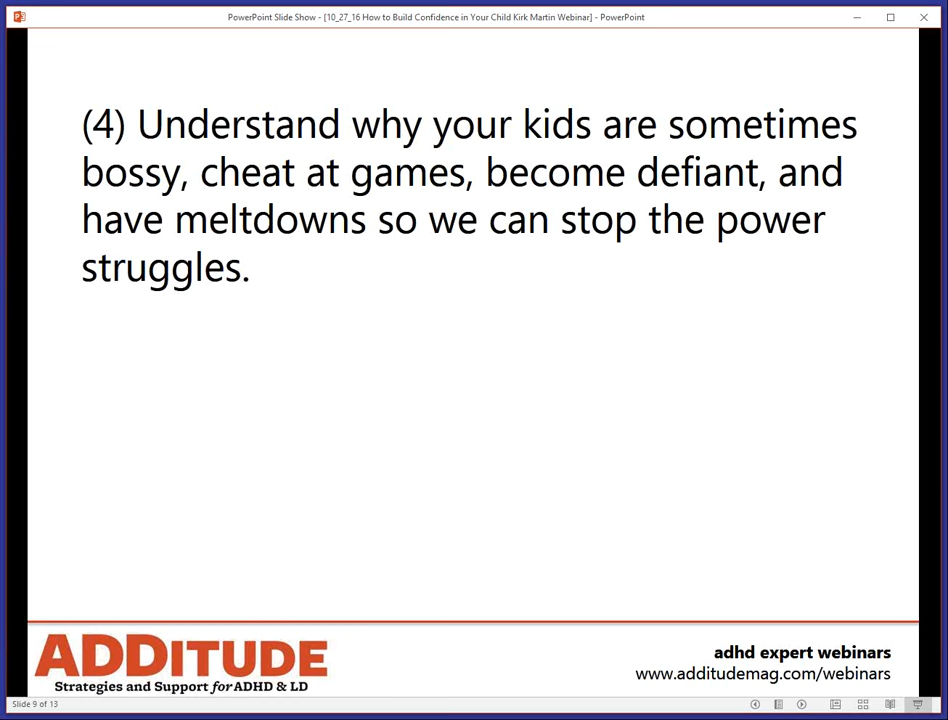 PowerPoint Slide Show - [10_27_16 How to Build Confidence in Your Child Kirk Martin Webinar] - PowerPoint
(4) Understand why your kids are sometimes
bossy, cheat at games, become defiant, and
have meltdowns so we can stop the power
struggles.
ADDITUDE
Strategies and Support for ADHD & LD
adhd expert webinars
www.additudemag.com/webinars
Slide 9 of 13